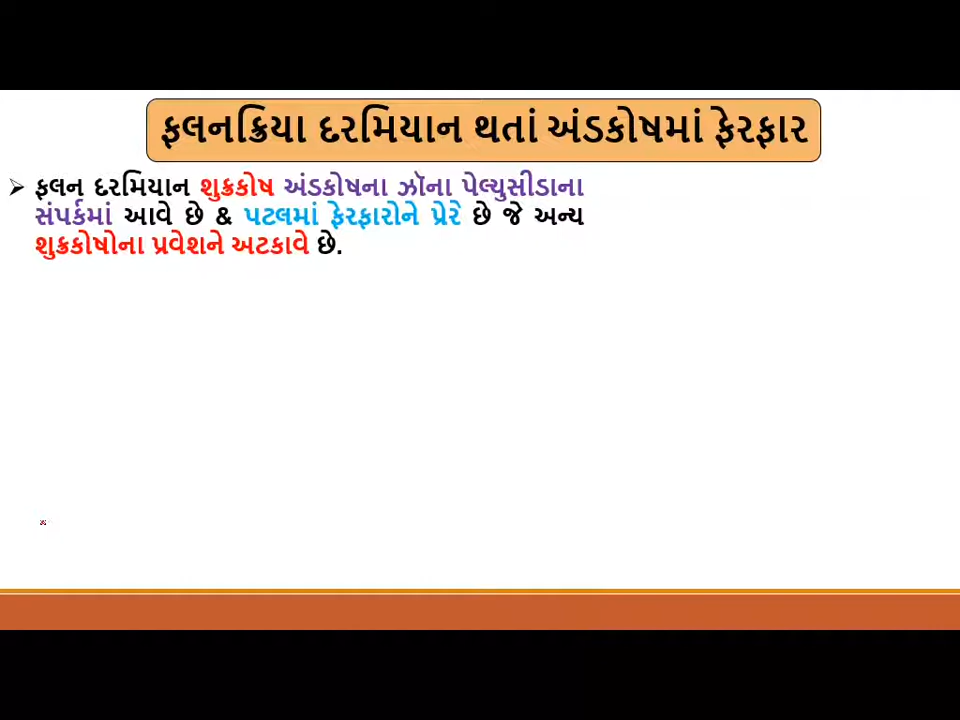 ફલનક્રિયા દરમિયાન થતાં અંડકોષમાં ફેરફાર
ફલન દરમિયાન શુક્રકોષ અંડકોષના ઝૉના પેલ્યુસીડાના
સંપર્કમાં આવે છે & પટલમાં ફેરફારોને પ્રેરે છે જે અન્ય
શુક્રકોષોના પ્રવેશને અટકાવે છે.